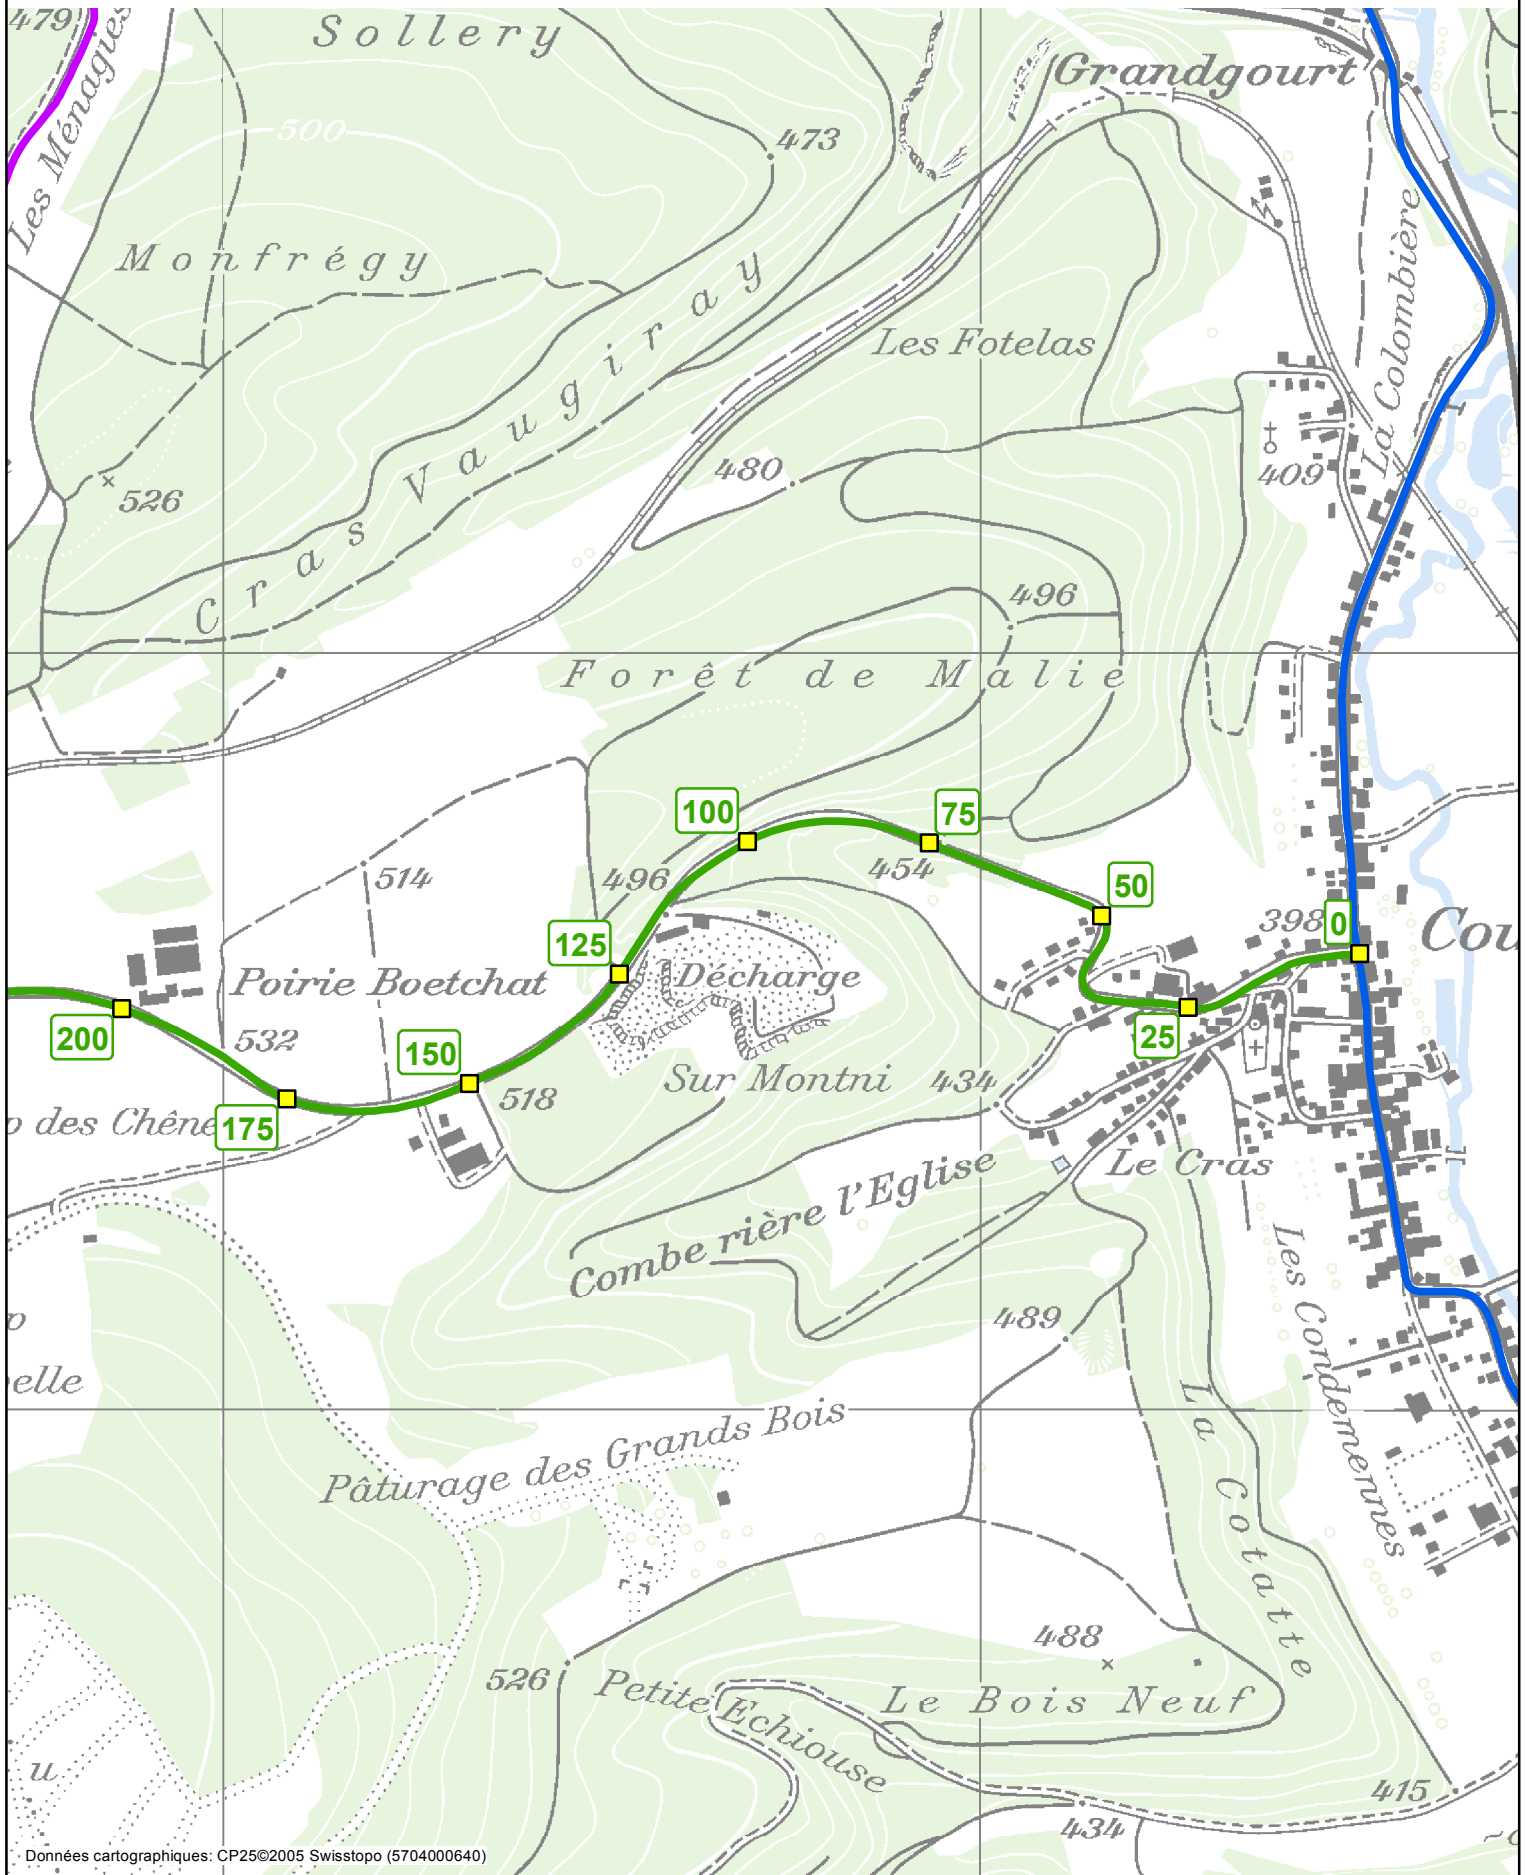 479
Les Ménagies
Sollery
Grandgourt
500
473
Monfrégy
Cras Vaugiray
Les Fotelas
La Colombière
480
409
526
496
Forêt de Malie
100
75
514
496
454
50
398
0
Cou
125
Poirie Boetchat
Décharge
200
532
150
25
518
Sur Montni
434
p des Chêne
175
Le Cras
Combe rière l'Eglise
Les Condemennes
489
p
elle
La Cotatte
Pâturage des Grands Bois
488
526
Petite Echiouse
Le Bois Neuf
u
415
434
Données cartographiques: CP25©2005 Swisstopo (5704000640)